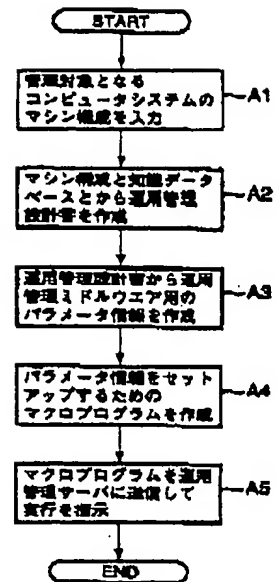 START
管理対象となる
コンピュータシステムの
マシン構成を入力
A1
マシン構成と知識データ
ベースとから運用管理
設計書を作成
A2
運用管理設計書から運用
管理ミドルウエア用の
パラメータ情報を作成
A3
パラメータ情報をセット
アップするための
マクロプログラムを作成
A4
マクロプログラムを運用
管理サーバに送信して
実行を指示
A5
END